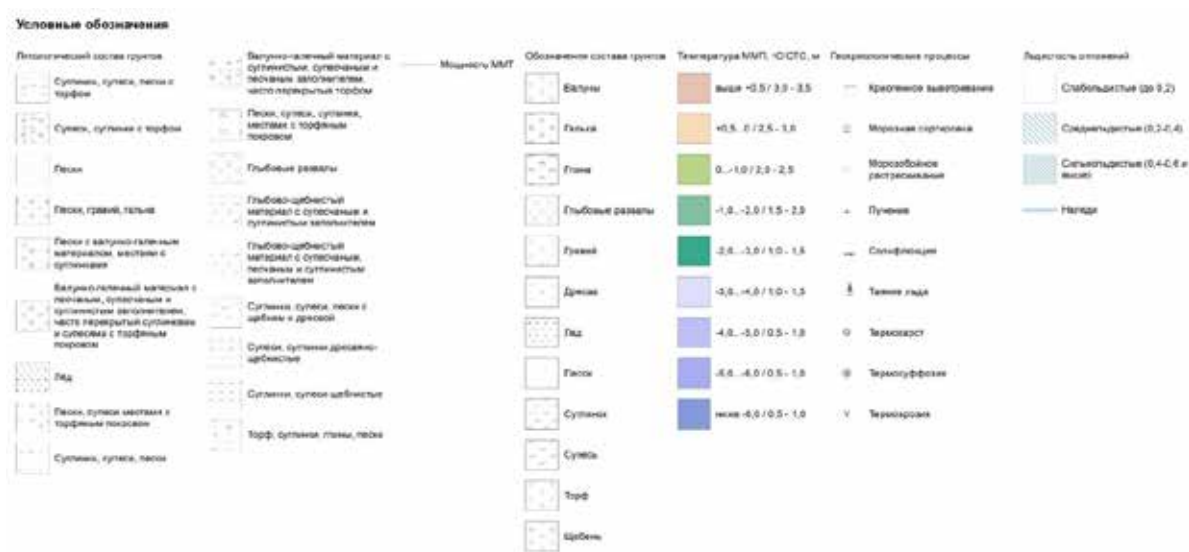 Условные обозначения
Литологический состав грунтов
Суглинки, супеси, пески с
торфом
Супеси, суглинки с торфом
Пески
Пески, гравий, галька
Пески с валунно-галечным
материалом, местами с
суглинками
Валунно-галечный материал с
песчаным, супесчаным и
суглинистым заполнителем,
часто перекрытый суглинками
и супесями с торфяным
покровом
Лёд
Пески, супеси местами с
торфяным покровом
Суглинки, супеси, пески
Валунно-галечный материал с
суглинистым, супесчаным и
песчаным заполнителем,
часто перекрытых торфом
Пески, супеси, суглинки,
местами с торфяным
покровом
Глыбовые развалы
Глыбово-щебнистый
материал с супесчаным и
суглинистым заполнителем
Глыбово-щебнистый
материал с супесчаным,
песчаным и суглинистым
заполнителем
Суглинки, супеси, пески с
щебнем и дресвой
Супеси, суглинки дресвяно-
щебнистые
Суглинки, супеси щебнистые
Торф, суглинки, глины, пески
Мощность ММТ
Обозначения состава грунтов
Валуны
Галька
Глина
Глыбовые развалы
Гравий
Дресва
Лёд
Песок
Суглинок
Супесь
Торф
Щебень
Температура ММП, °С/СТС, м
выше +0,5 / 3,0 - 3,5
+0,5...0 / 2,5 - 3,0
0...-1,0 / 2,0 - 2,5
-1,0...-2,0 / 1,5 - 2,0
-2,0...-3,0 / 1,0 - 1,5
-3,0...-4,0 / 1,0 - 1,5
-4,0...-5,0 / 0,5 - 1,0
-5,0...-6,0 / 0,5 - 1,0
ниже -6,0 / 0,5 - 1,0
Геокриологические процессы
Криогенное выветривание
Морозная сортировка
Морозобойное
растрескивание
Пучение
Солифлюкция
Таяние льда
Термокарст
Термосуффозия
Термоэрозия
Льдистость отложений
Слабольдистые (до 0,2)
Среднельдистые (0,2-0,4)
Сильнольдистые (0,4-0,6 и
выше)
Наледи